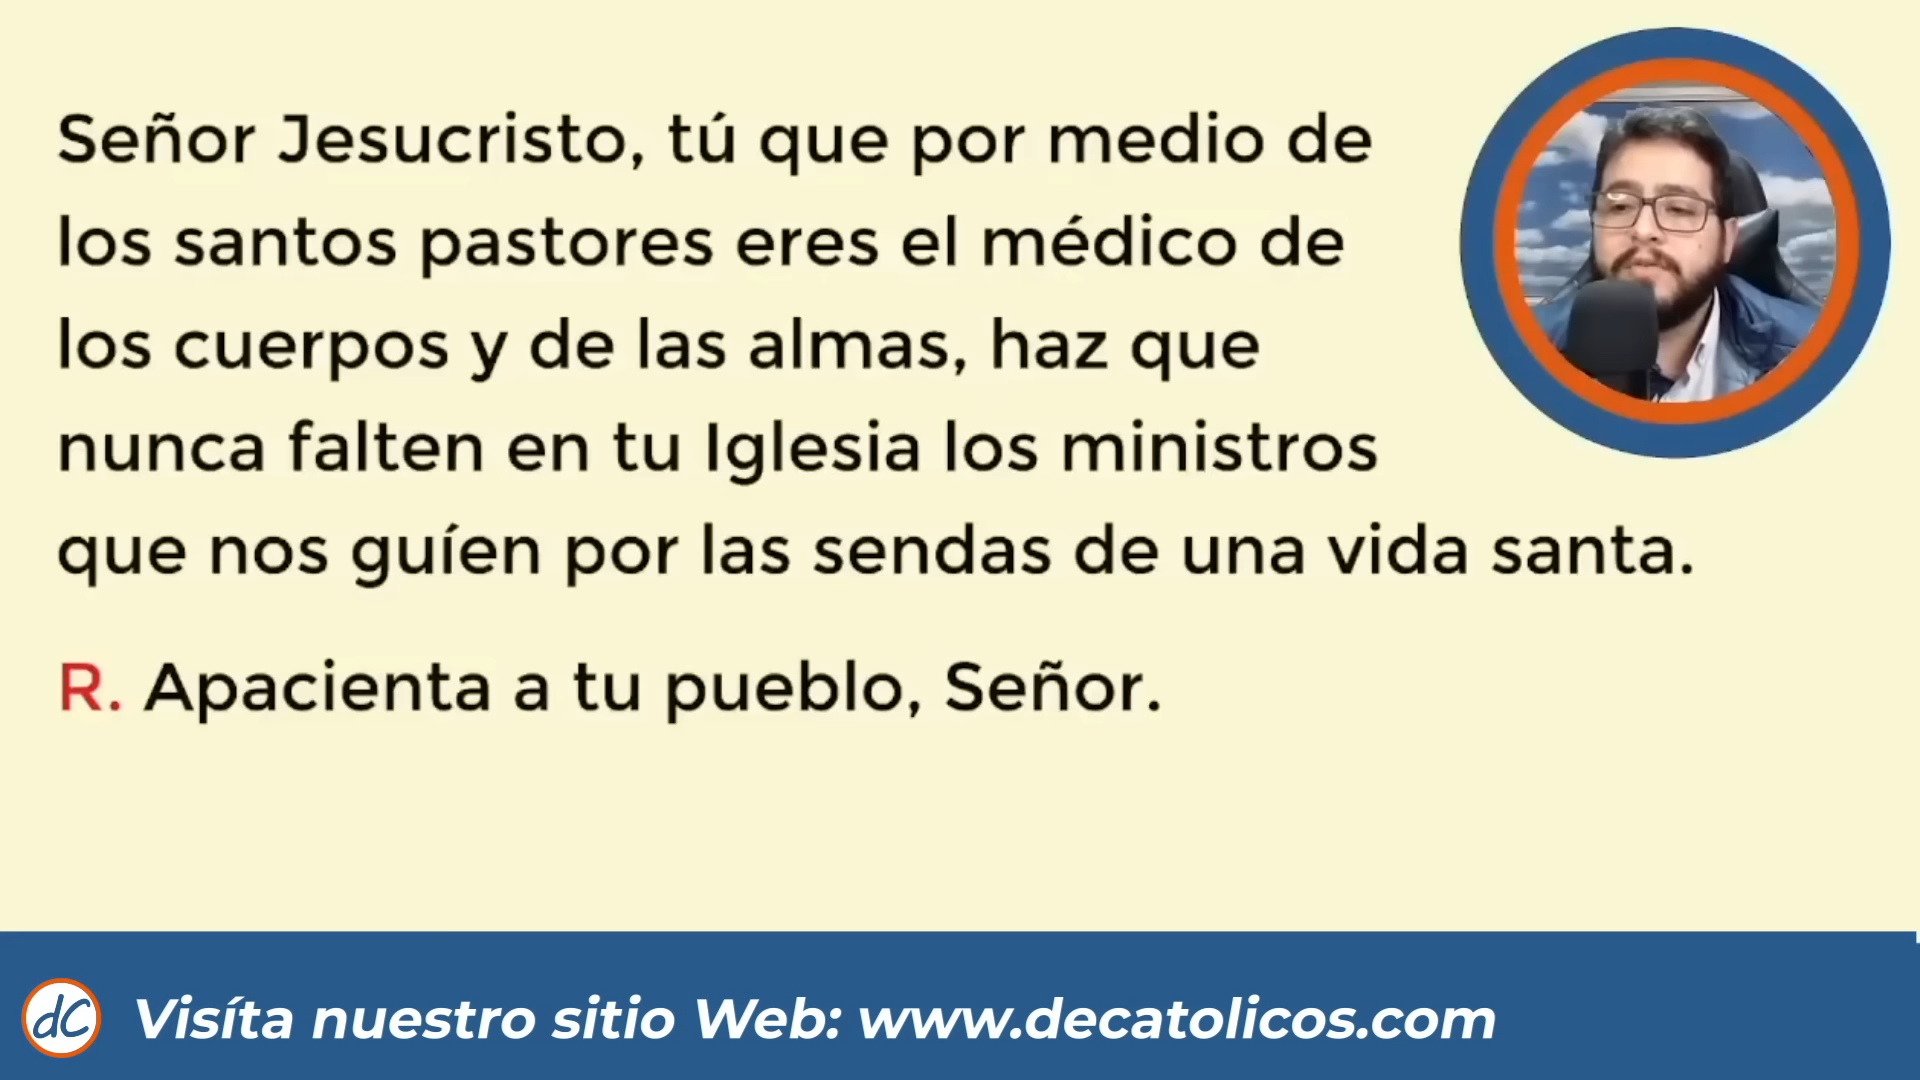 Señor Jesucristo, tú que por medio de
los santos pastores eres el médico de
los cuerpos y de las almas, haz que
nunca falten en tu Iglesia los ministros
que nos guíen por las sendas de una vida santa.
R. Apacienta a tu pueblo, Señor.
dC Visíta nuestro sitio Web: www.decatolicos.com